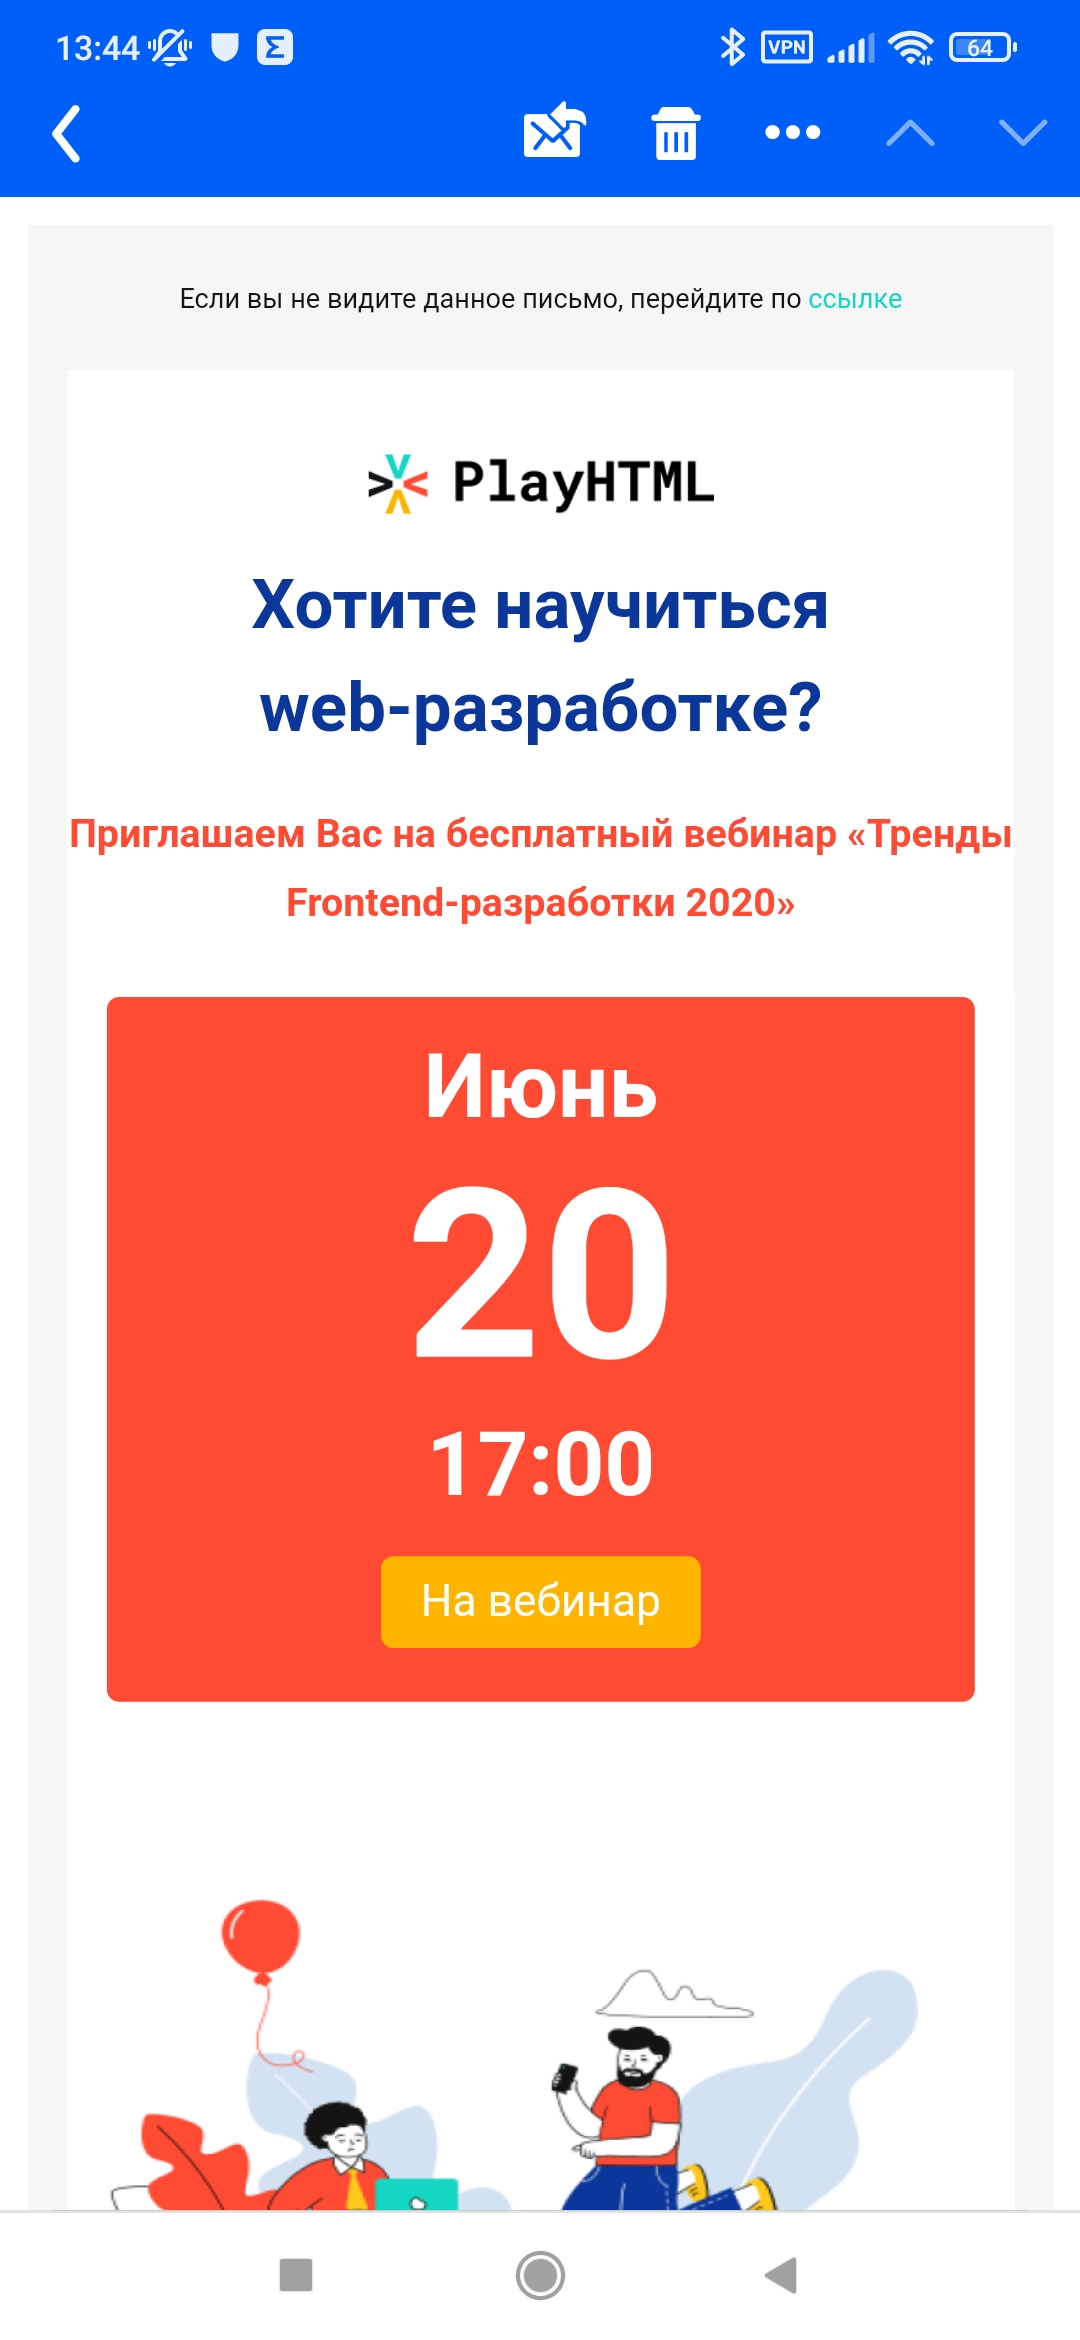 13:44
VPN
64
Если вы не видите данное письмо, перейдите по ссылке
PlayHTML
Хотите научиться
web-разработке?
Приглашаем Вас на бесплатный вебинар «Тренды
Frontend-разработки 2020»
Июнь
20
17:00
На вебинар